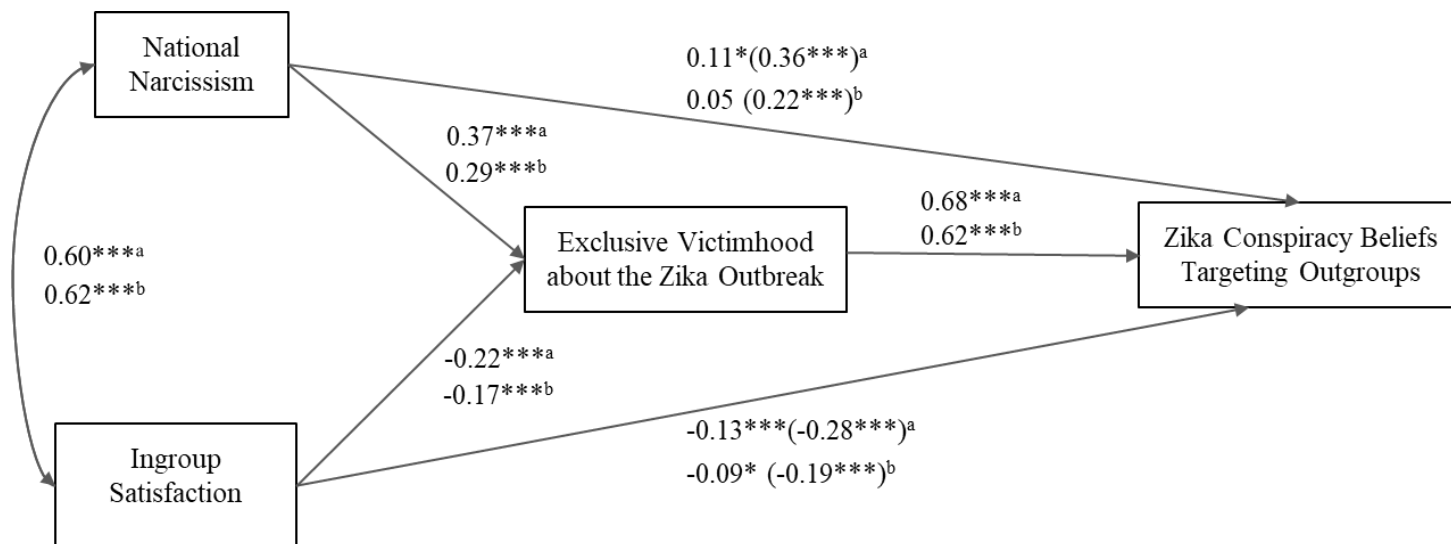 National
Narcissism
0.11*(0.36***)ᵃ
0.05 (0.22***)ᵇ
0.37***ᵃ
0.29***ᵇ
Exclusive Victimhood
about the Zika Outbreak
0.68***ᵃ
0.62***ᵇ
Zika Conspiracy Beliefs
Targeting Outgroups
0.60***ᵃ
0.62***ᵇ
-0.22***ᵃ
-0.17***ᵇ
Ingroup
Satisfaction
-0.13***(-0.28***)ᵃ
-0.09* (-0.19***)ᵇ